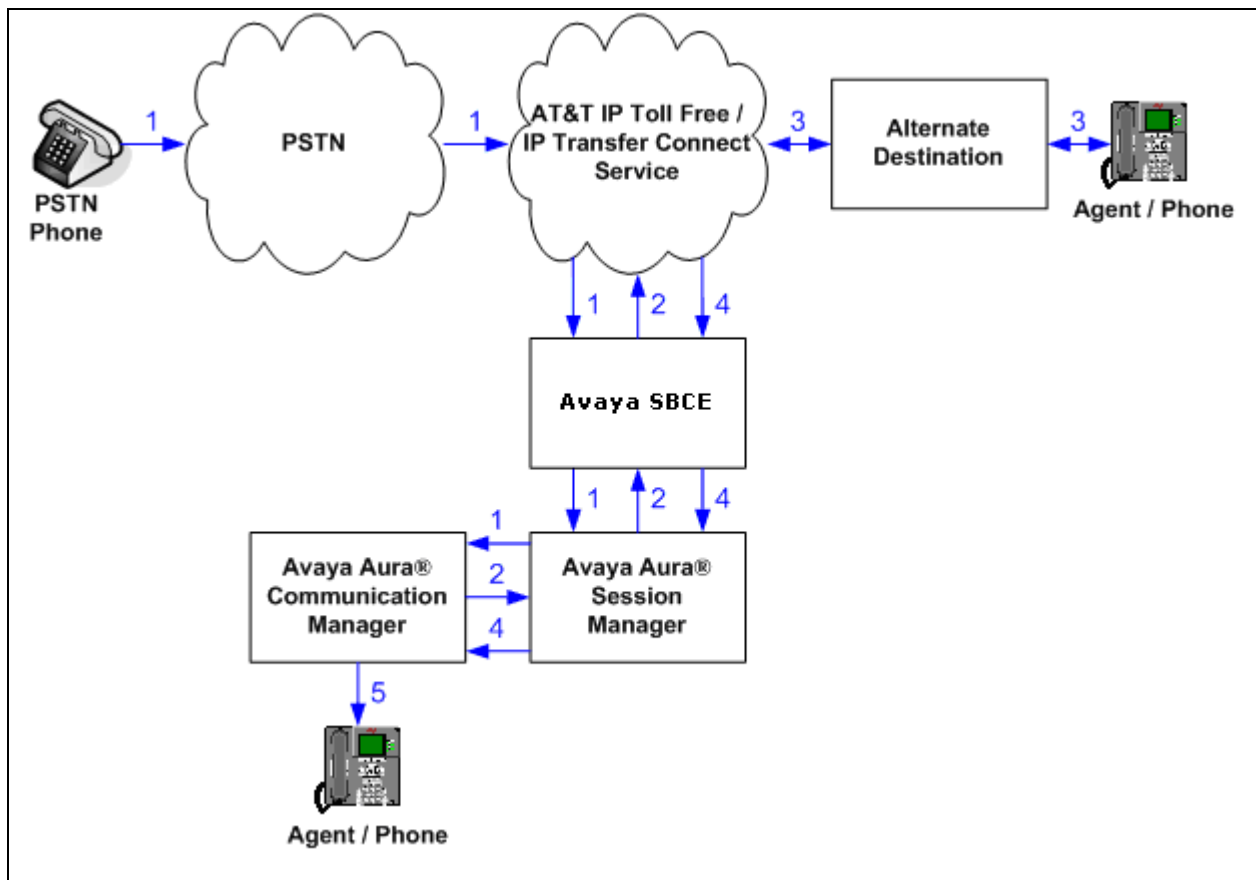 1
PSTN
Phone
PSTN
1
AT&T IP Toll Free /
IP Transfer Connect
Service
3
Alternate
Destination
3
Agent / Phone
1
2
4
Avaya SBCE
1
2
4
Avaya Aura®
Communication
Manager
1
2
4
Avaya Aura®
Session
Manager
5
Agent / Phone